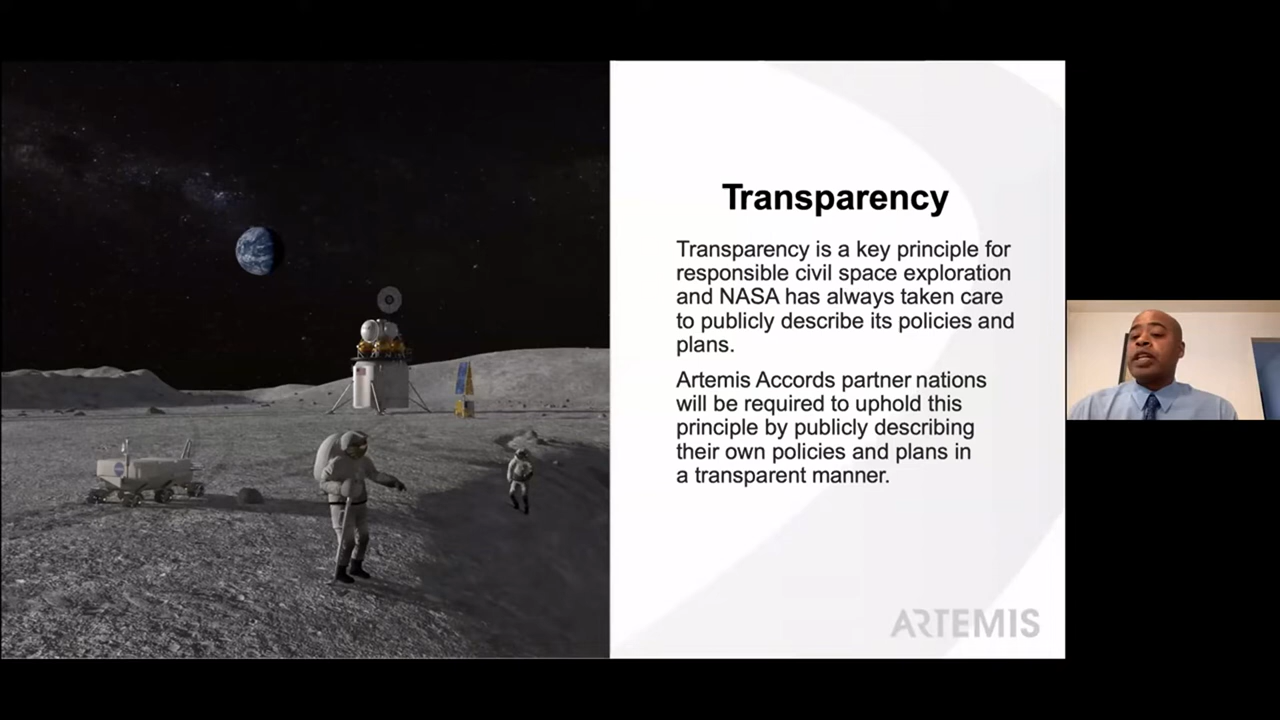 Transparency
Transparency is a key principle for
responsible civil space exploration
and NASA has always taken care
to publicly describe its policies and
plans.
Artemis Accords partner nations
will be required to uphold this
principle by publicly describing
their own policies and plans in
a transparent manner.
ARTEMIS